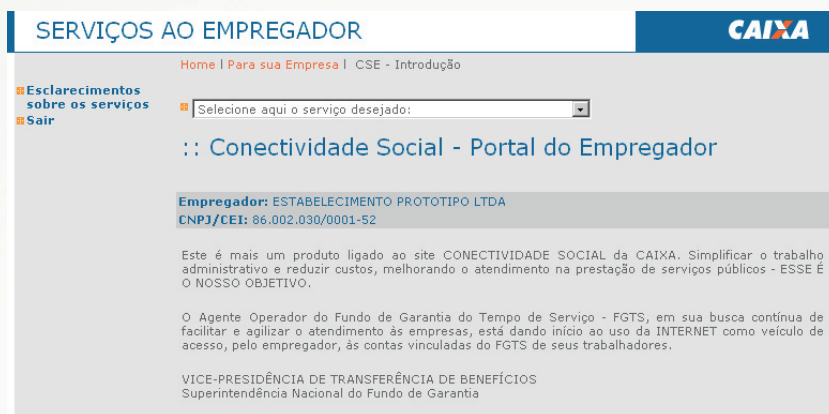 SERVIÇOS AO EMPREGADOR
CAIXA
Home | Para sua Empresa | CSE - Introdução
Esclarecimentos
sobre os serviços
Sair
Selecione aqui o serviço desejado:
:: Conectividade Social - Portal do Empregador
Empregador: ESTABELECIMENTO PROTOTIPO LTDA
CNPJ/CEI: 86.002.030/0001-52
Este é mais um produto ligado ao site CONECTIVIDADE SOCIAL da CAIXA. Simplificar o trabalho
administrativo e reduzir custos, melhorando o atendimento na prestação de serviços públicos - ESSE É
O NOSSO OBJETIVO.
O Agente Operador do Fundo de Garantia do Tempo de Serviço - FGTS, em sua busca contínua de
facilitar e agilizar o atendimento às empresas, está dando início ao uso da INTERNET como veículo de
acesso, pelo empregador, às contas vinculadas do FGTS de seus trabalhadores.
VICE-PRESIDÊNCIA DE TRANSFERÊNCIA DE BENEFÍCIOS
Superintendência Nacional do Fundo de Garantia